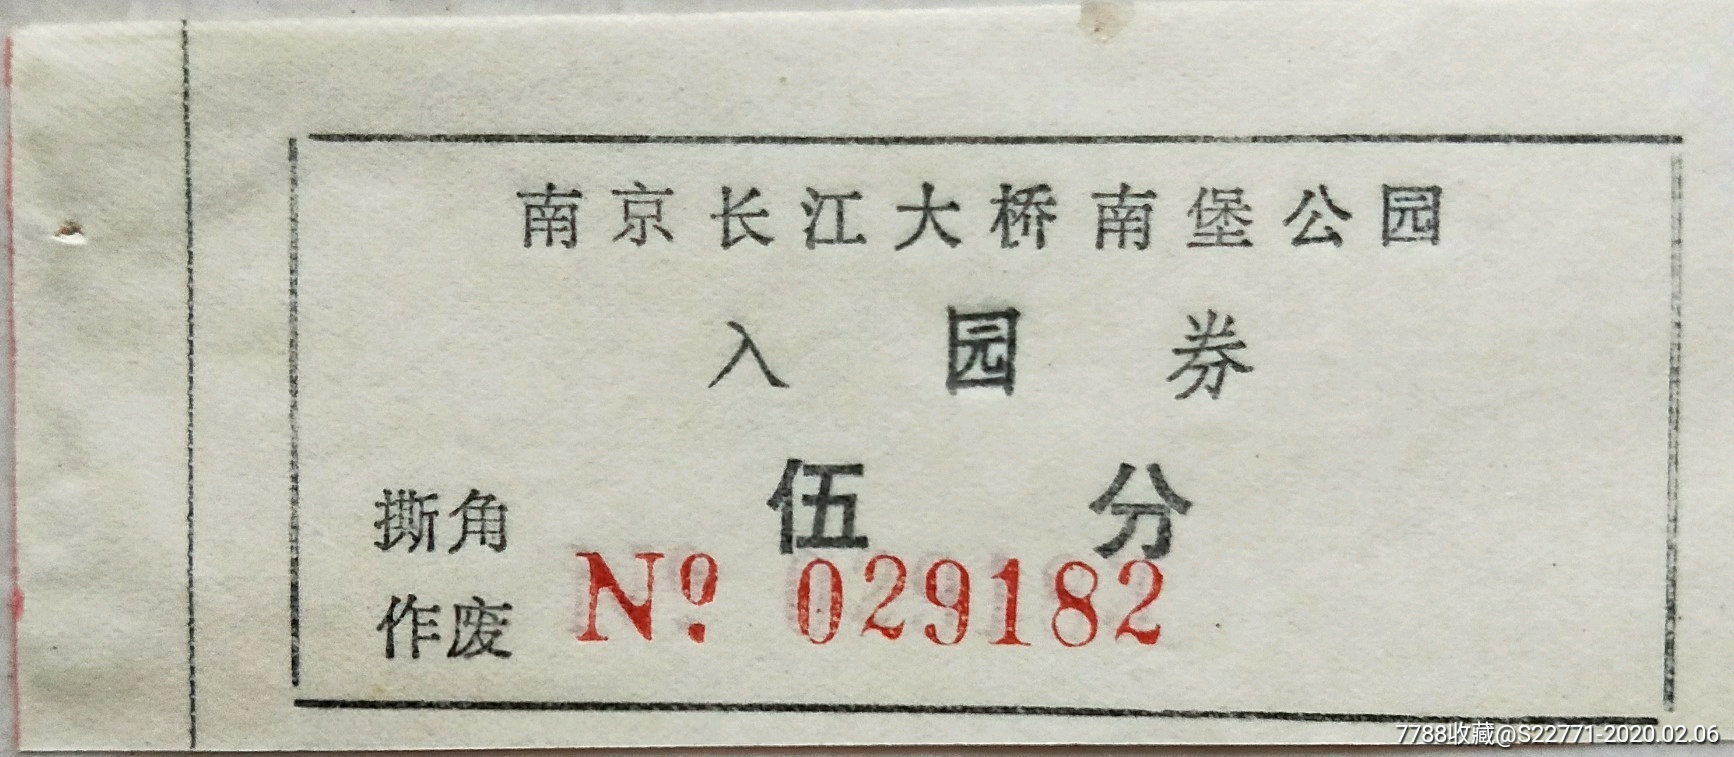 南京长江大桥南堡公园
入园券
伍分
撕角
作废
Nº 029182
7788收藏@S22771-2020.02.06